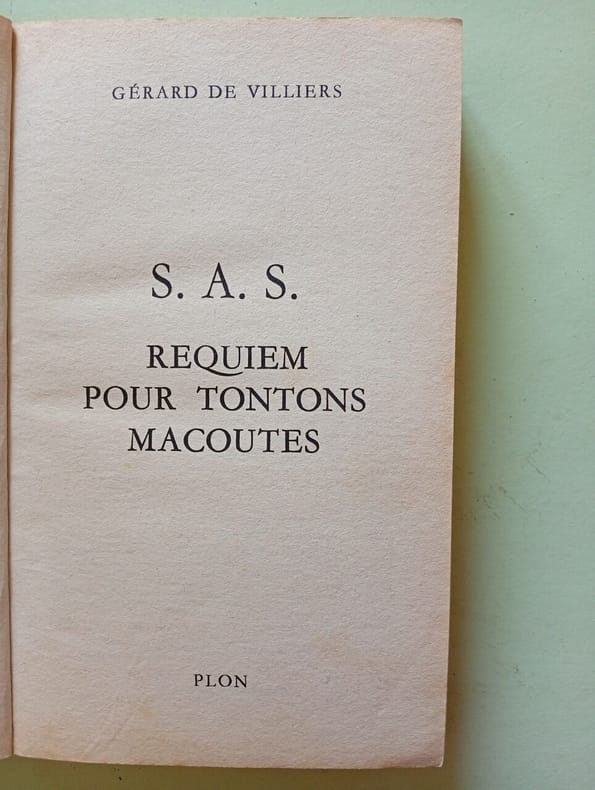 GÉRARD DE VILLIERS
S. A. S.
REQUIEM
POUR TONTONS
MACOUTES
PLON